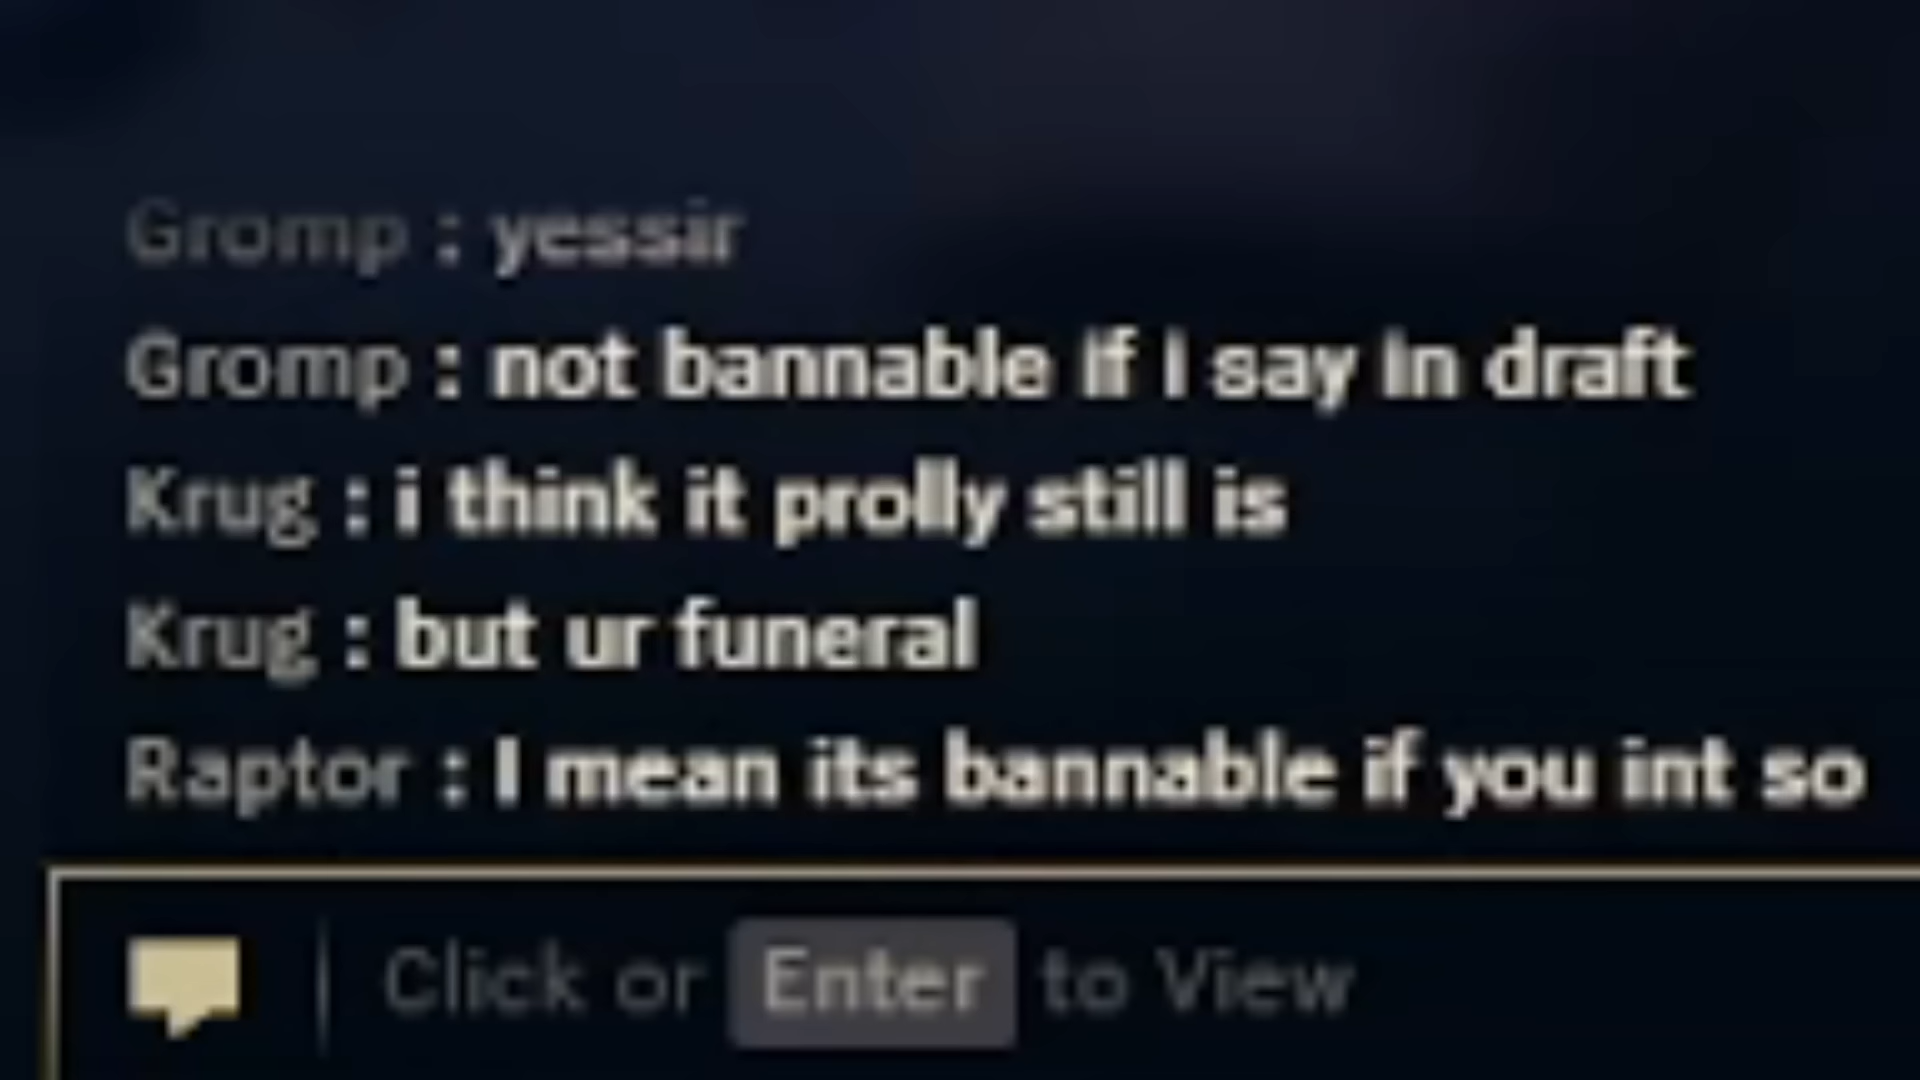 Gromp : yessir
Gromp : not bannable if I say in draft
Krug : i think it prolly still is
Krug : but ur funeral
Raptor : I mean its bannable if you int so
Click or Enter to View